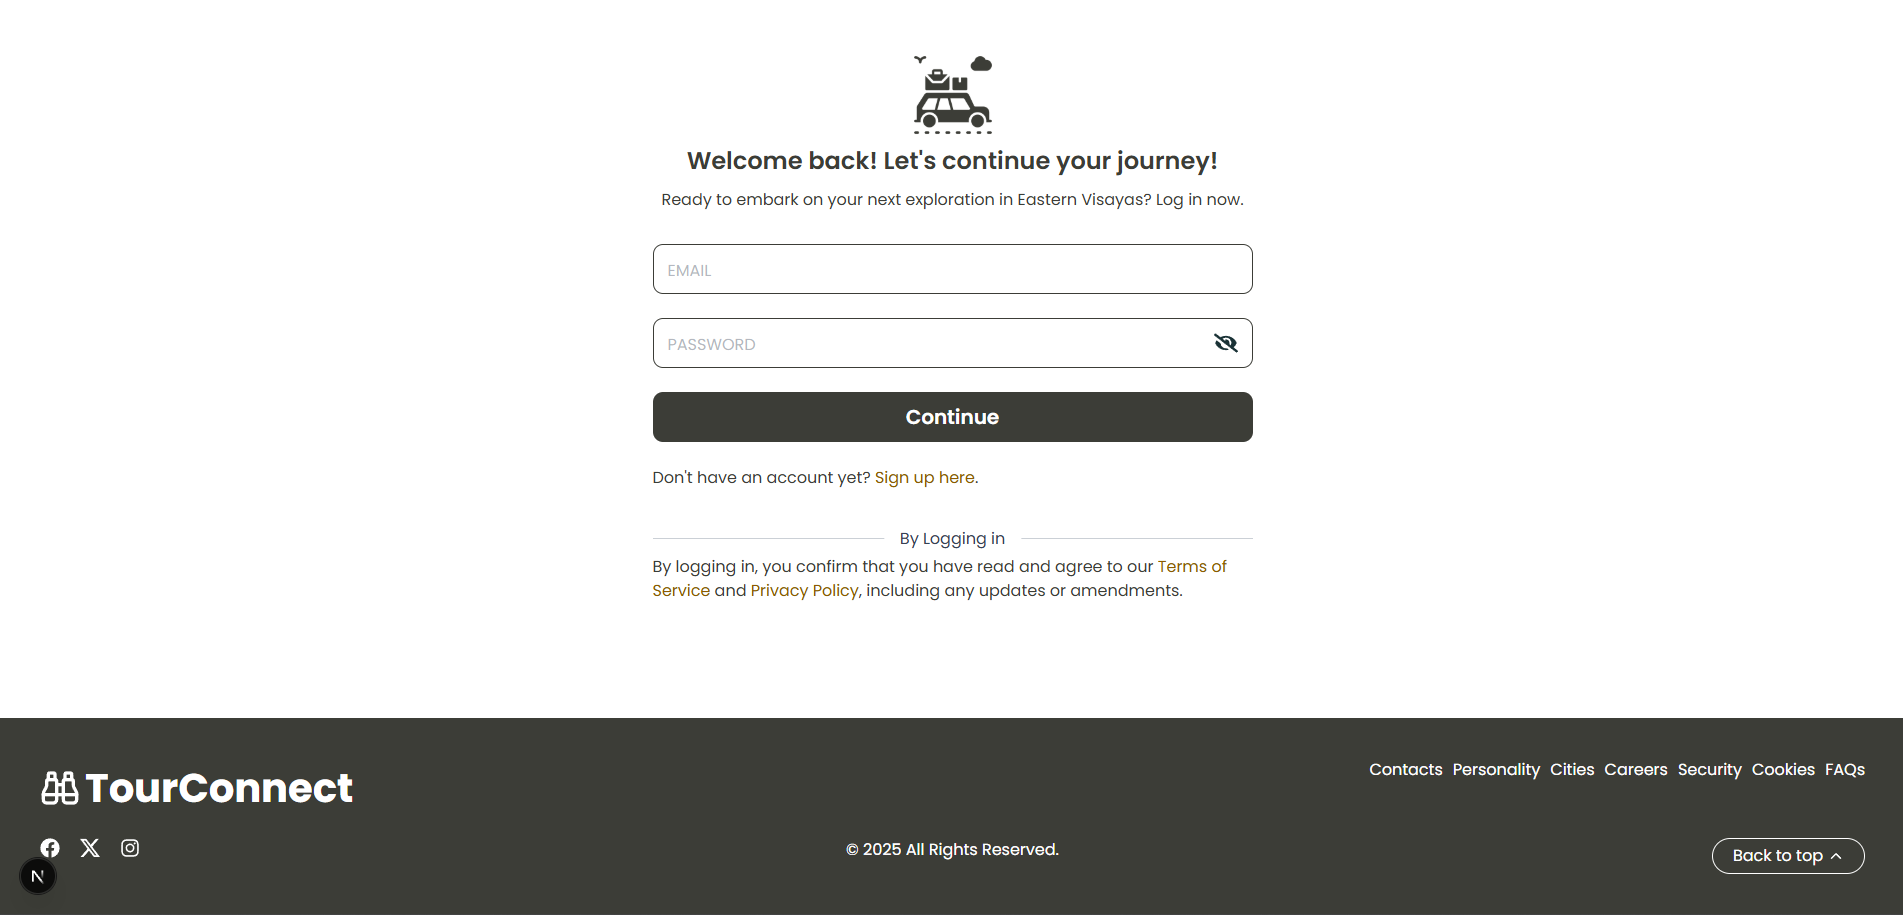 Welcome back! Let's continue your journey!
Ready to embark on your next exploration in Eastern Visayas? Log in now.
EMAIL
PASSWORD
Continue
Don't have an account yet? Sign up here.
By Logging in
By logging in, you confirm that you have read and agree to our Terms of
Service and Privacy Policy, including any updates or amendments.
TourConnect
Contacts Personality Cities Careers Security Cookies FAQs
© 2025 All Rights Reserved.
Back to top
N